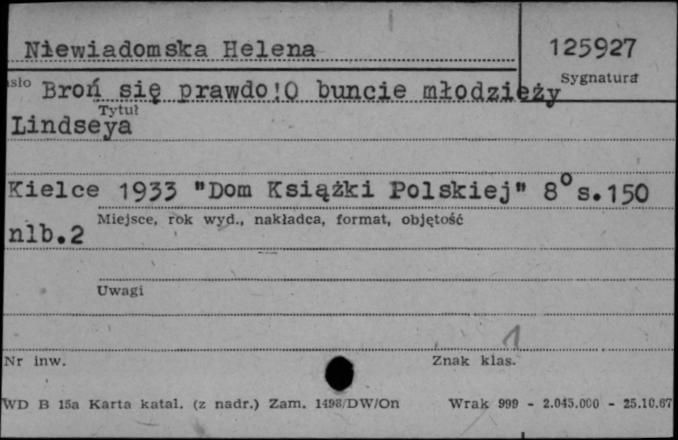 Niewiadomska Helena
125927
Sygnatura
Broń się prawdo!O buncie młodzieży
Tytuł
Lindseya
Kielce 1933 "Dom Książki Polskiej" 8° s.150
Miejsce, rok wyd., nakładca, format, objętość
nlb.2
Uwagi
1
Nr inw.
Znak klas.
WD B 15a Karta katal. (z nadr.) Zam. 1498/DW/On Wrak 999 - 2.045.000 - 25.10.67